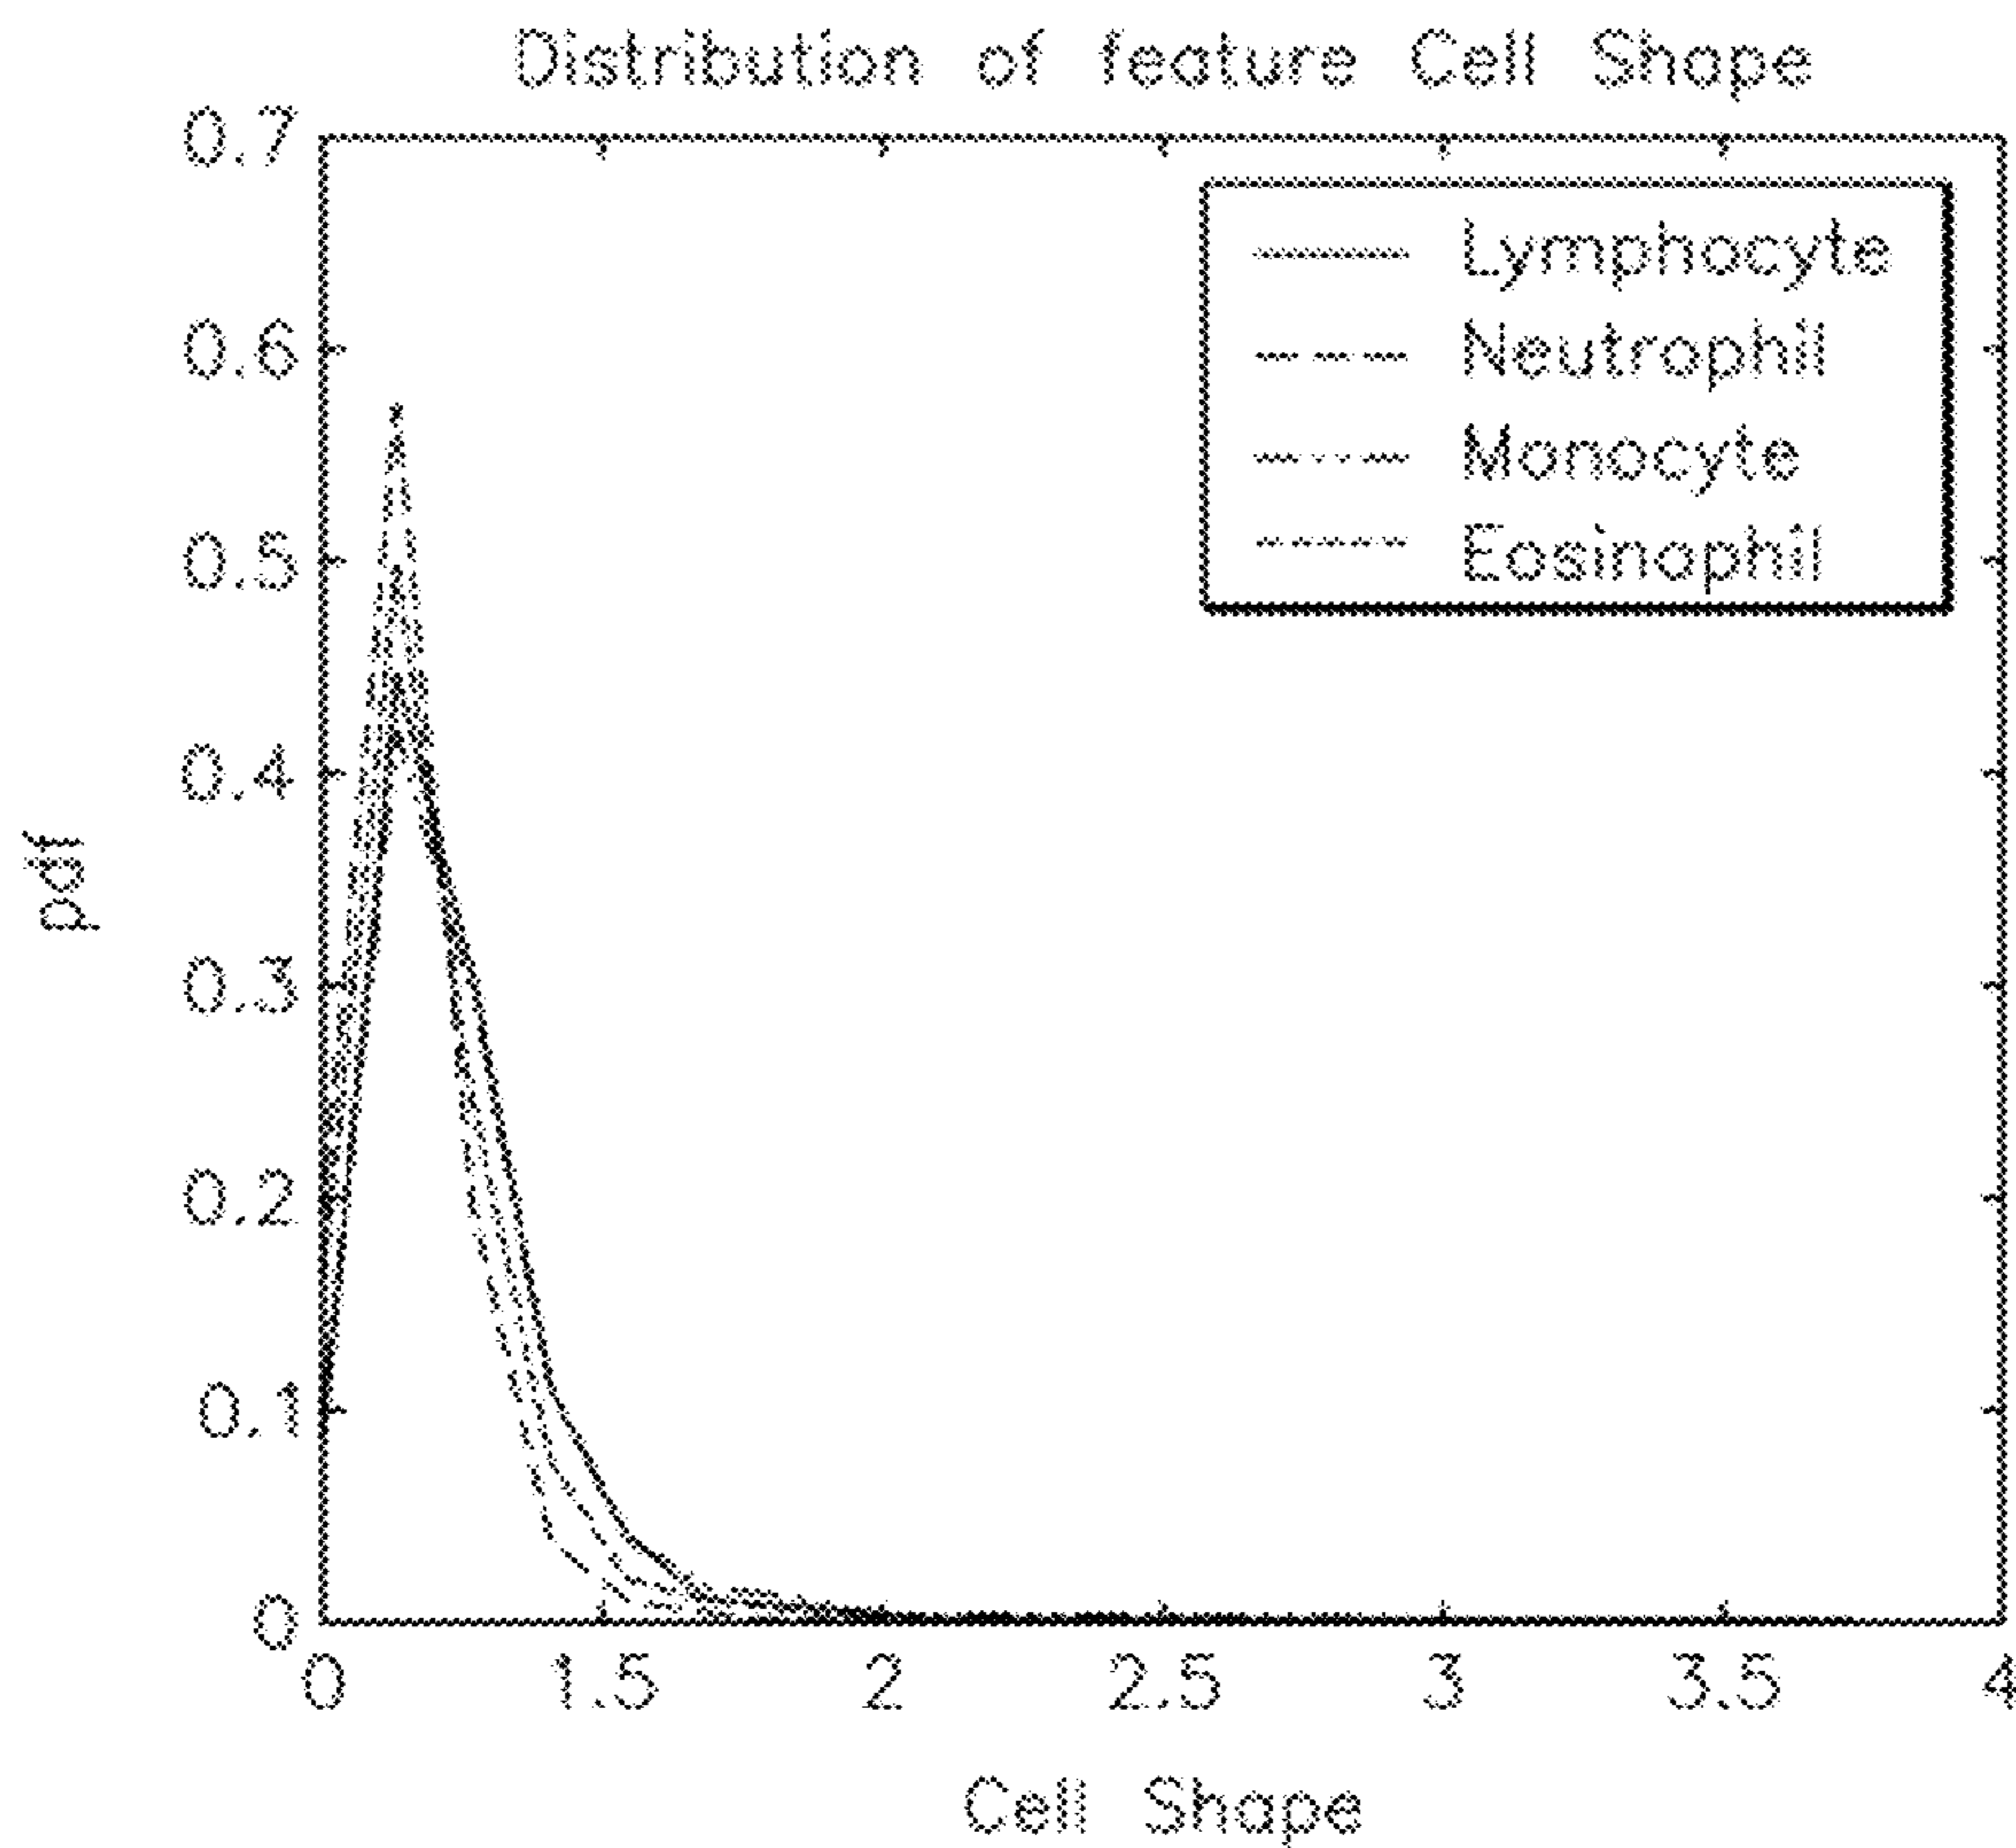 Distribution of feature Cell Shape
0.7
0.6
0.5
0.4
0.3
0.2
0.1
0
pdf
Lymphocyte
Neutrophil
Monocyte
Eosinophil
0 1.5 2 2.5 3 3.5 4
Cell Shape